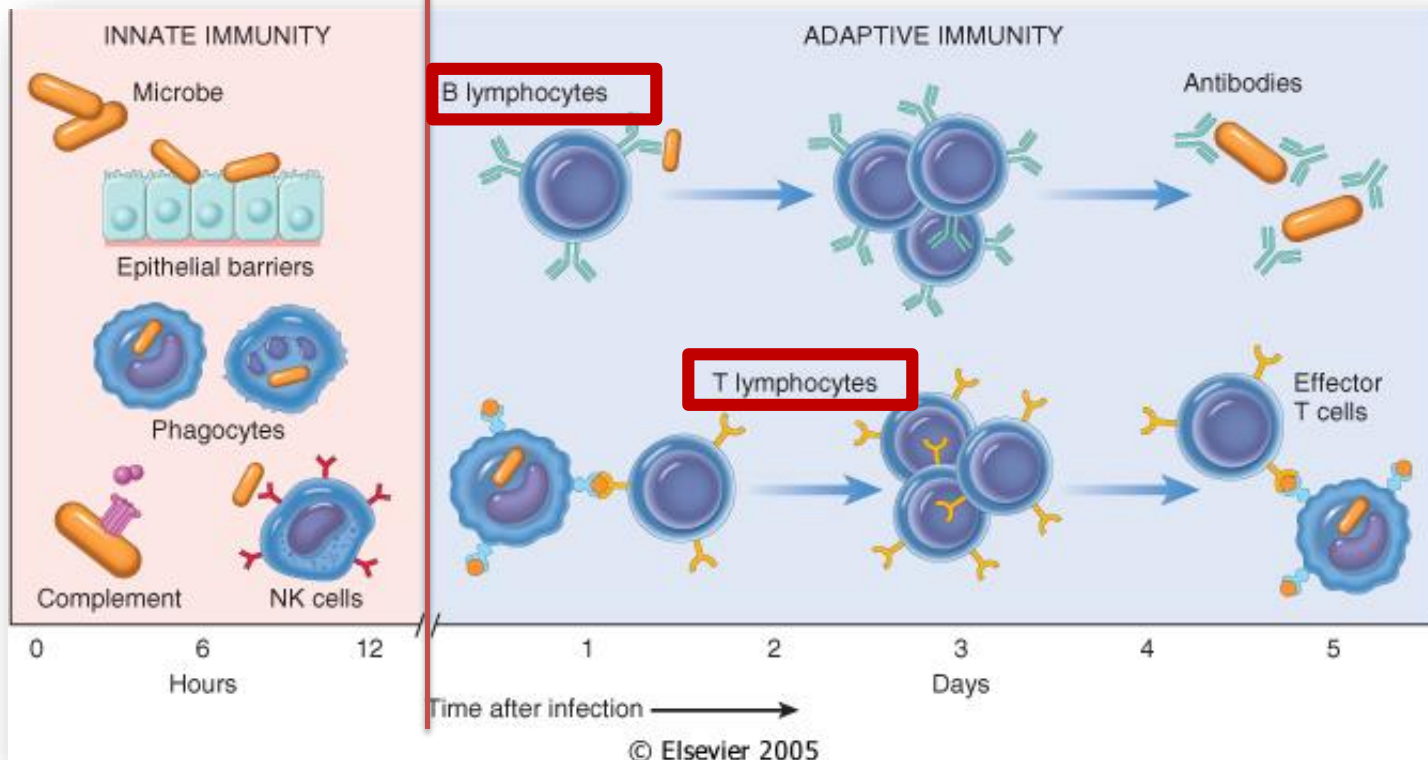 INNATE IMMUNITY
Microbe
Epithelial barriers
Phagocytes
Complement
NK cells
ADAPTIVE IMMUNITY
B lymphocytes
Antibodies
T lymphocytes
Effector
T cells
0 6 12
Hours
1 2 3 4 5
Days
Time after infection
© Elsevier 2005